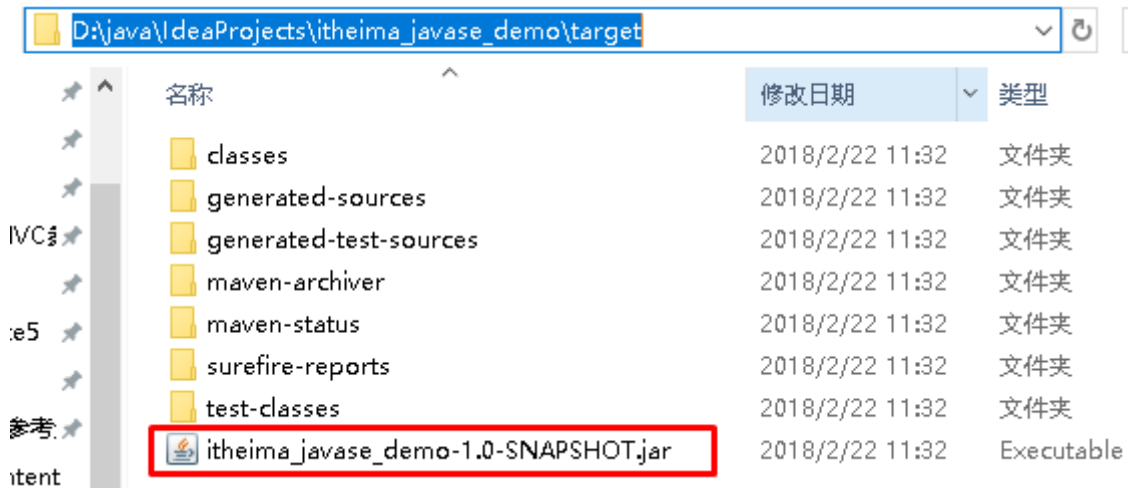 D:\java\IdeaProjects\itheima_javase_demo\target
名称 修改日期 类型
classes 2018/2/22 11:32 文件夹
generated-sources 2018/2/22 11:32 文件夹
generated-test-sources 2018/2/22 11:32 文件夹
maven-archiver 2018/2/22 11:32 文件夹
maven-status 2018/2/22 11:32 文件夹
surefire-reports 2018/2/22 11:32 文件夹
test-classes 2018/2/22 11:32 文件夹
参考
itheima_javase_demo-1.0-SNAPSHOT.jar 2018/2/22 11:32 Executable